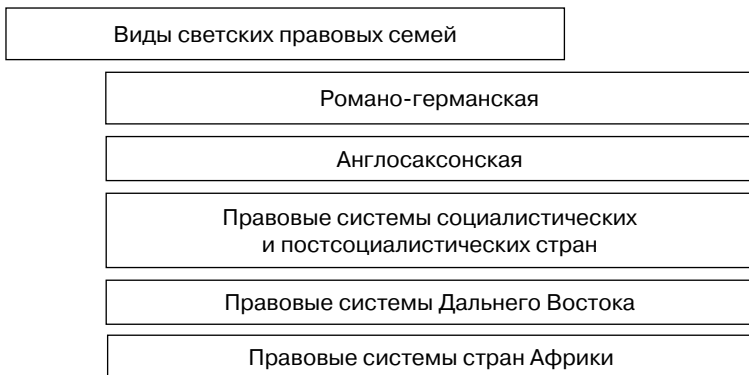 Виды светских правовых семей
Романо-германская
Англосаксонская
Правовые системы социалистических
и постсоциалистических стран
Правовые системы Дальнего Востока
Правовые системы стран Африки